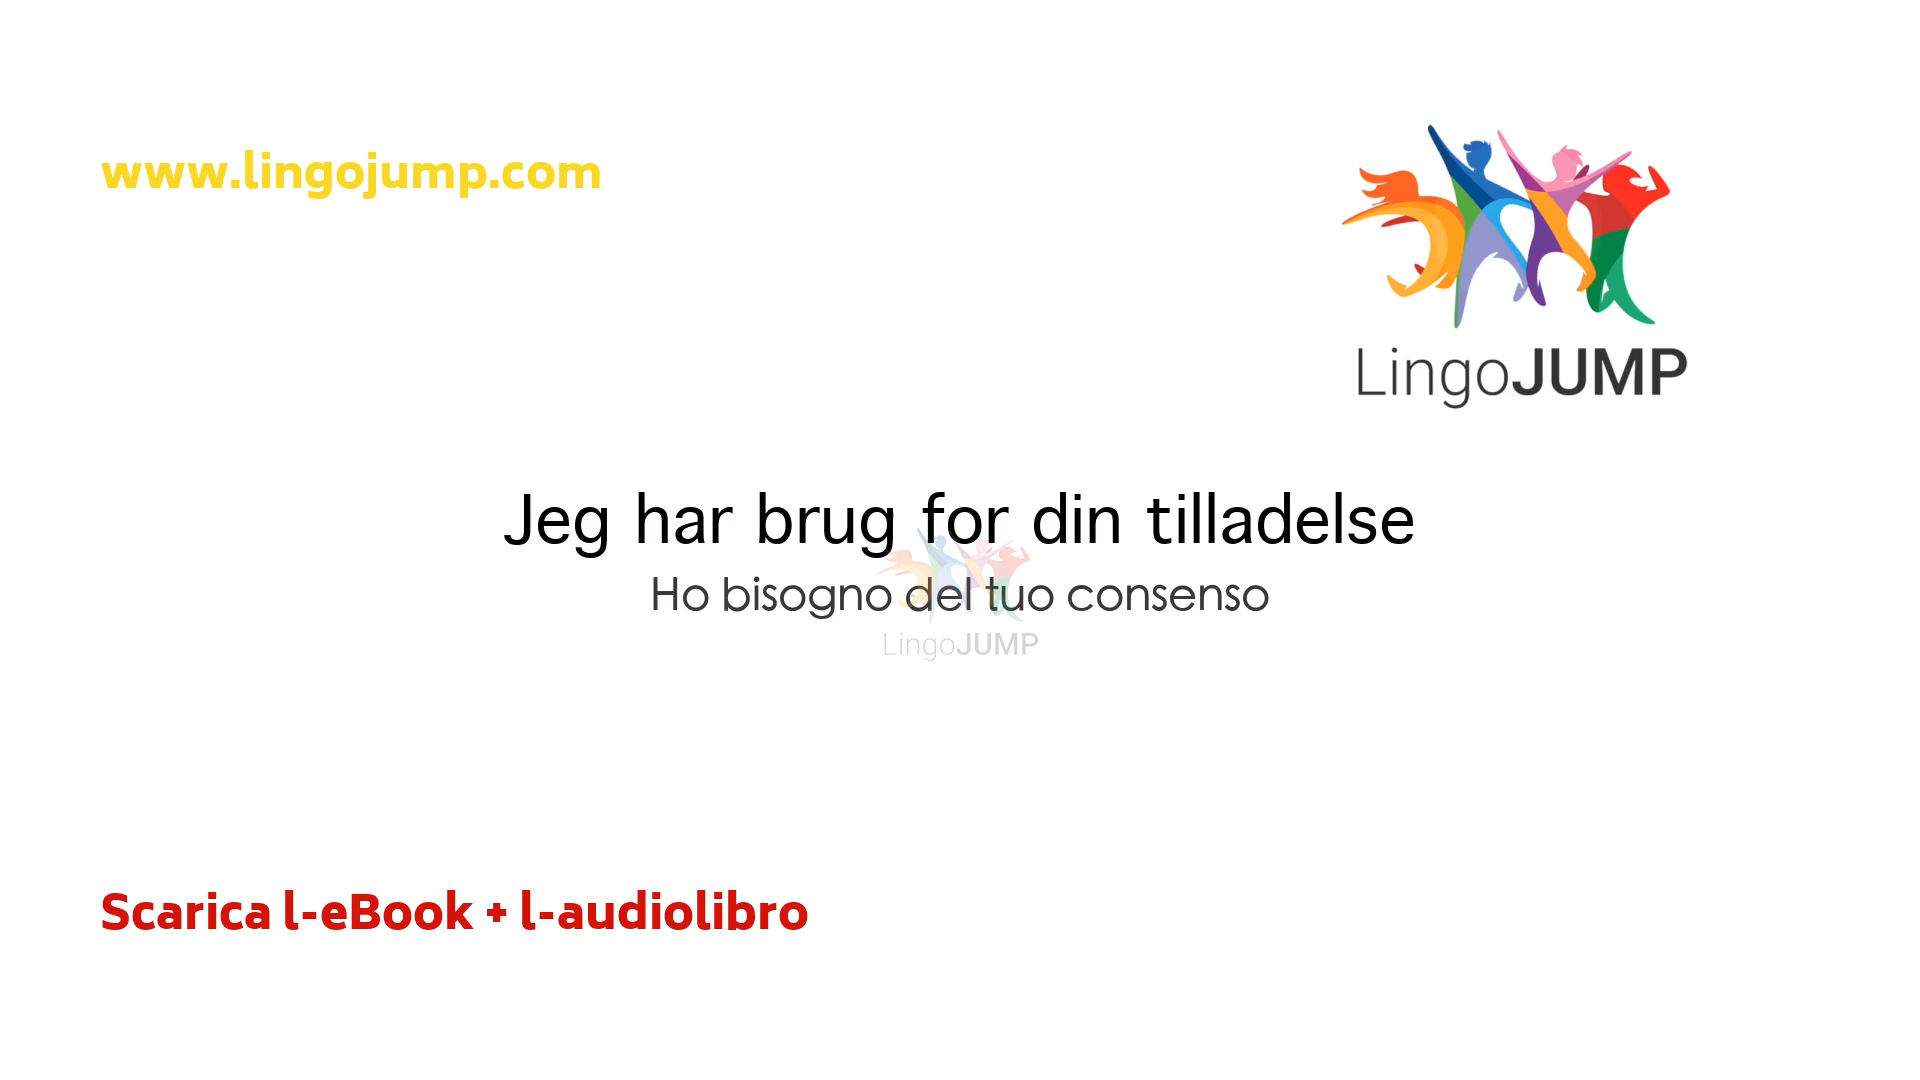 www.lingojump.com
LingoJUMP
Jeg har brug for din tilladelse
Ho bisogno del tuo consenso
LingoJUMP
Scarica l-eBook + l-audiolibro